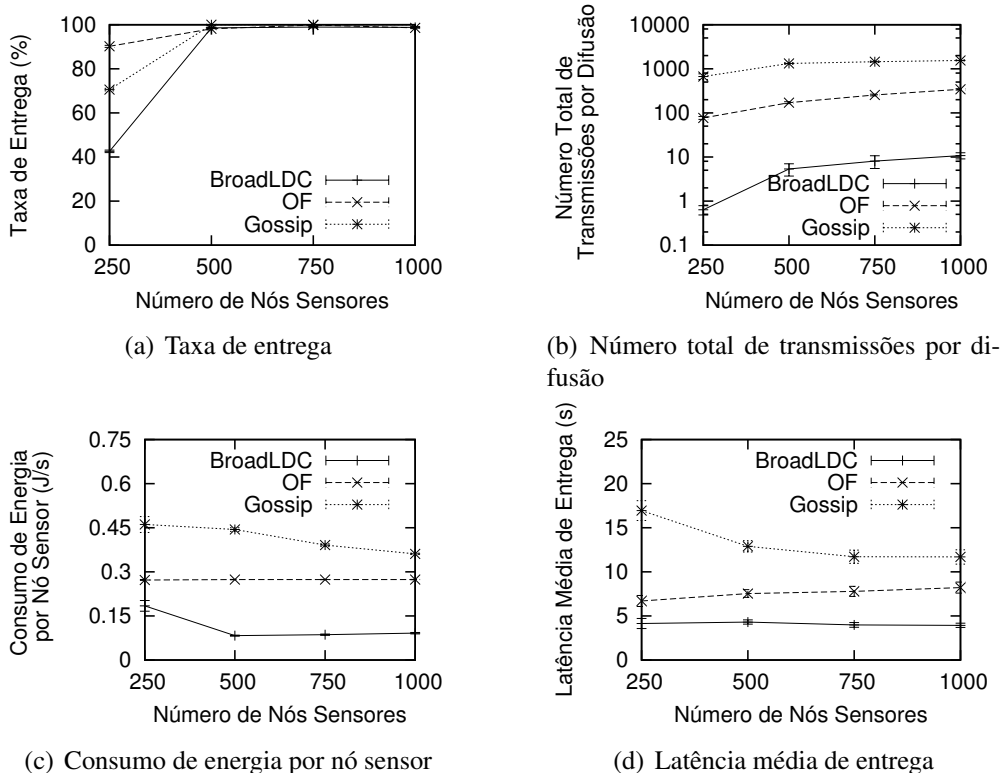 Taxa de Entrega (%)
100
80
60
40
20
0
BroadLDC
OF
Gossip
250 500 750 1000
Número de Nós Sensores
(a) Taxa de entrega
Número Total de
Transmissões por Difusão
10000
1000
100
10
1
0.1
BroadLDC
OF
Gossip
250 500 750 1000
Número de Nós Sensores
(b) Número total de transmissões por di-
fusão
Consumo de Energia
por Nó Sensor (J/s)
0.75
0.6
0.45
0.3
0.15
0
BroadLDC
OF
Gossip
250 500 750 1000
Número de Nós Sensores
(c) Consumo de energia por nó sensor
Latência Média de Entrega (s)
25
20
15
10
5
0
BroadLDC
OF
Gossip
250 500 750 1000
Número de Nós Sensores
(d) Latência média de entrega